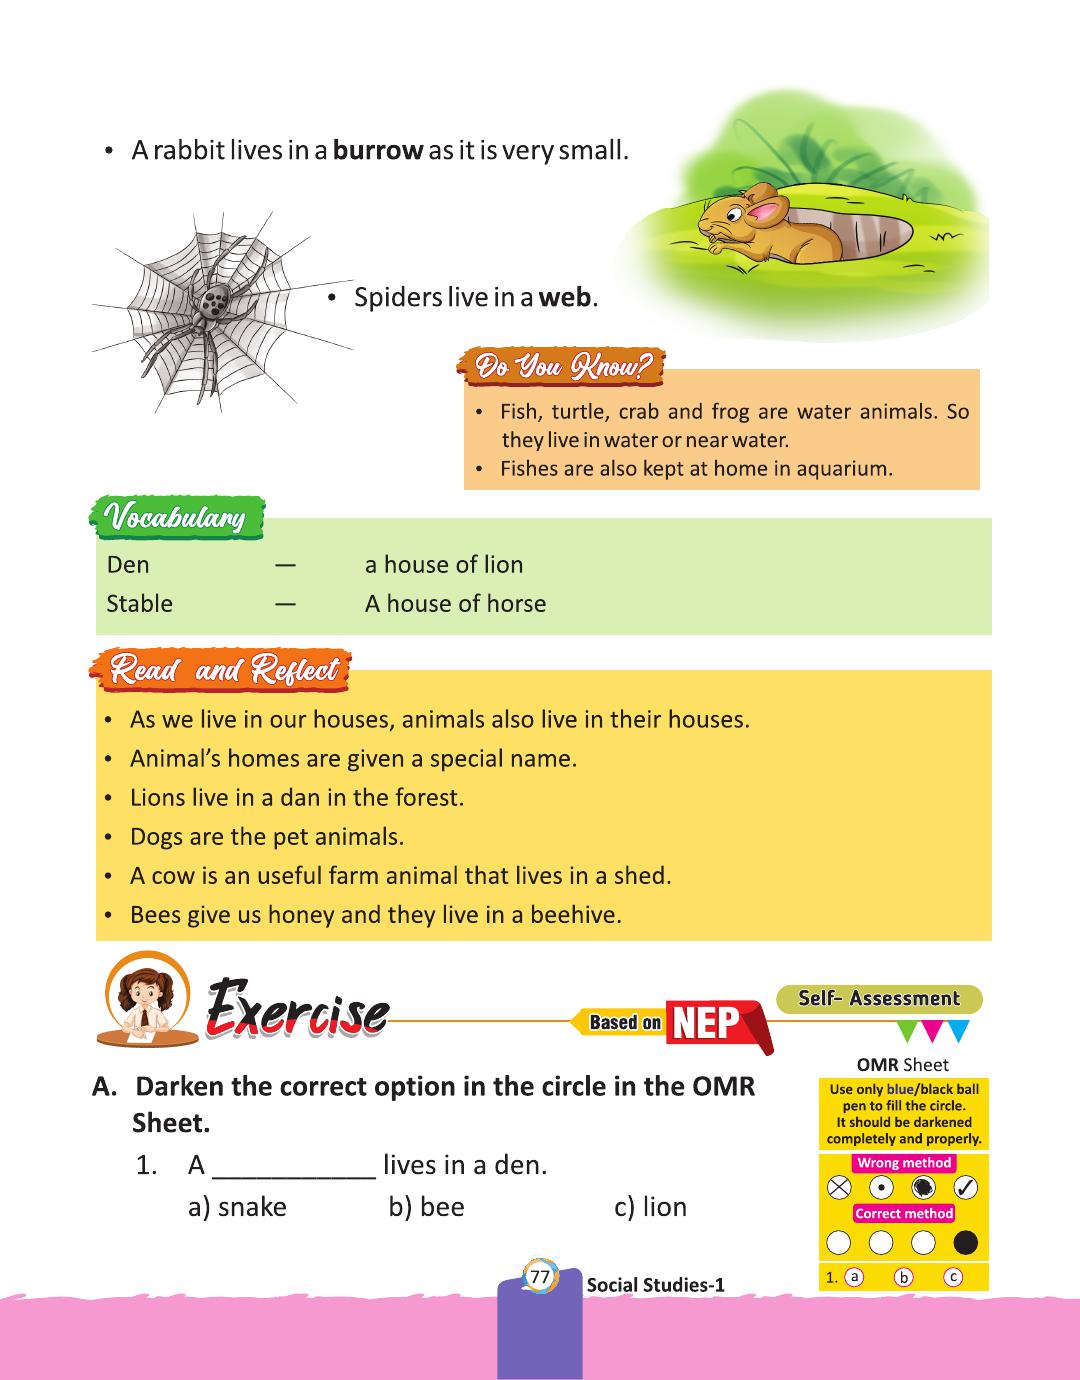 • A rabbit lives in a burrow as it is very small.
• Spiders live in a web.
Do You Know?
• Fish, turtle, crab and frog are water animals. So
they live in water or near water.
• Fishes are also kept at home in aquarium.
Vocabulary
Den — a house of lion
Stable — A house of horse
Read and Reflect
• As we live in our houses, animals also live in their houses.
• Animal’s homes are given a special name.
• Lions live in a dan in the forest.
• Dogs are the pet animals.
• A cow is an useful farm animal that lives in a shed.
• Bees give us honey and they live in a beehive.
Exercise
Based on NEP
Self- Assessment
A. Darken the correct option in the circle in the OMR
Sheet.
1. A ___________ lives in a den.
a) snake b) bee c) lion
OMR Sheet
Use only blue/black ball
pen to fill the circle.
It should be darkened
completely and properly.
Wrong method
Correct method
1. a b c
77
Social Studies-1